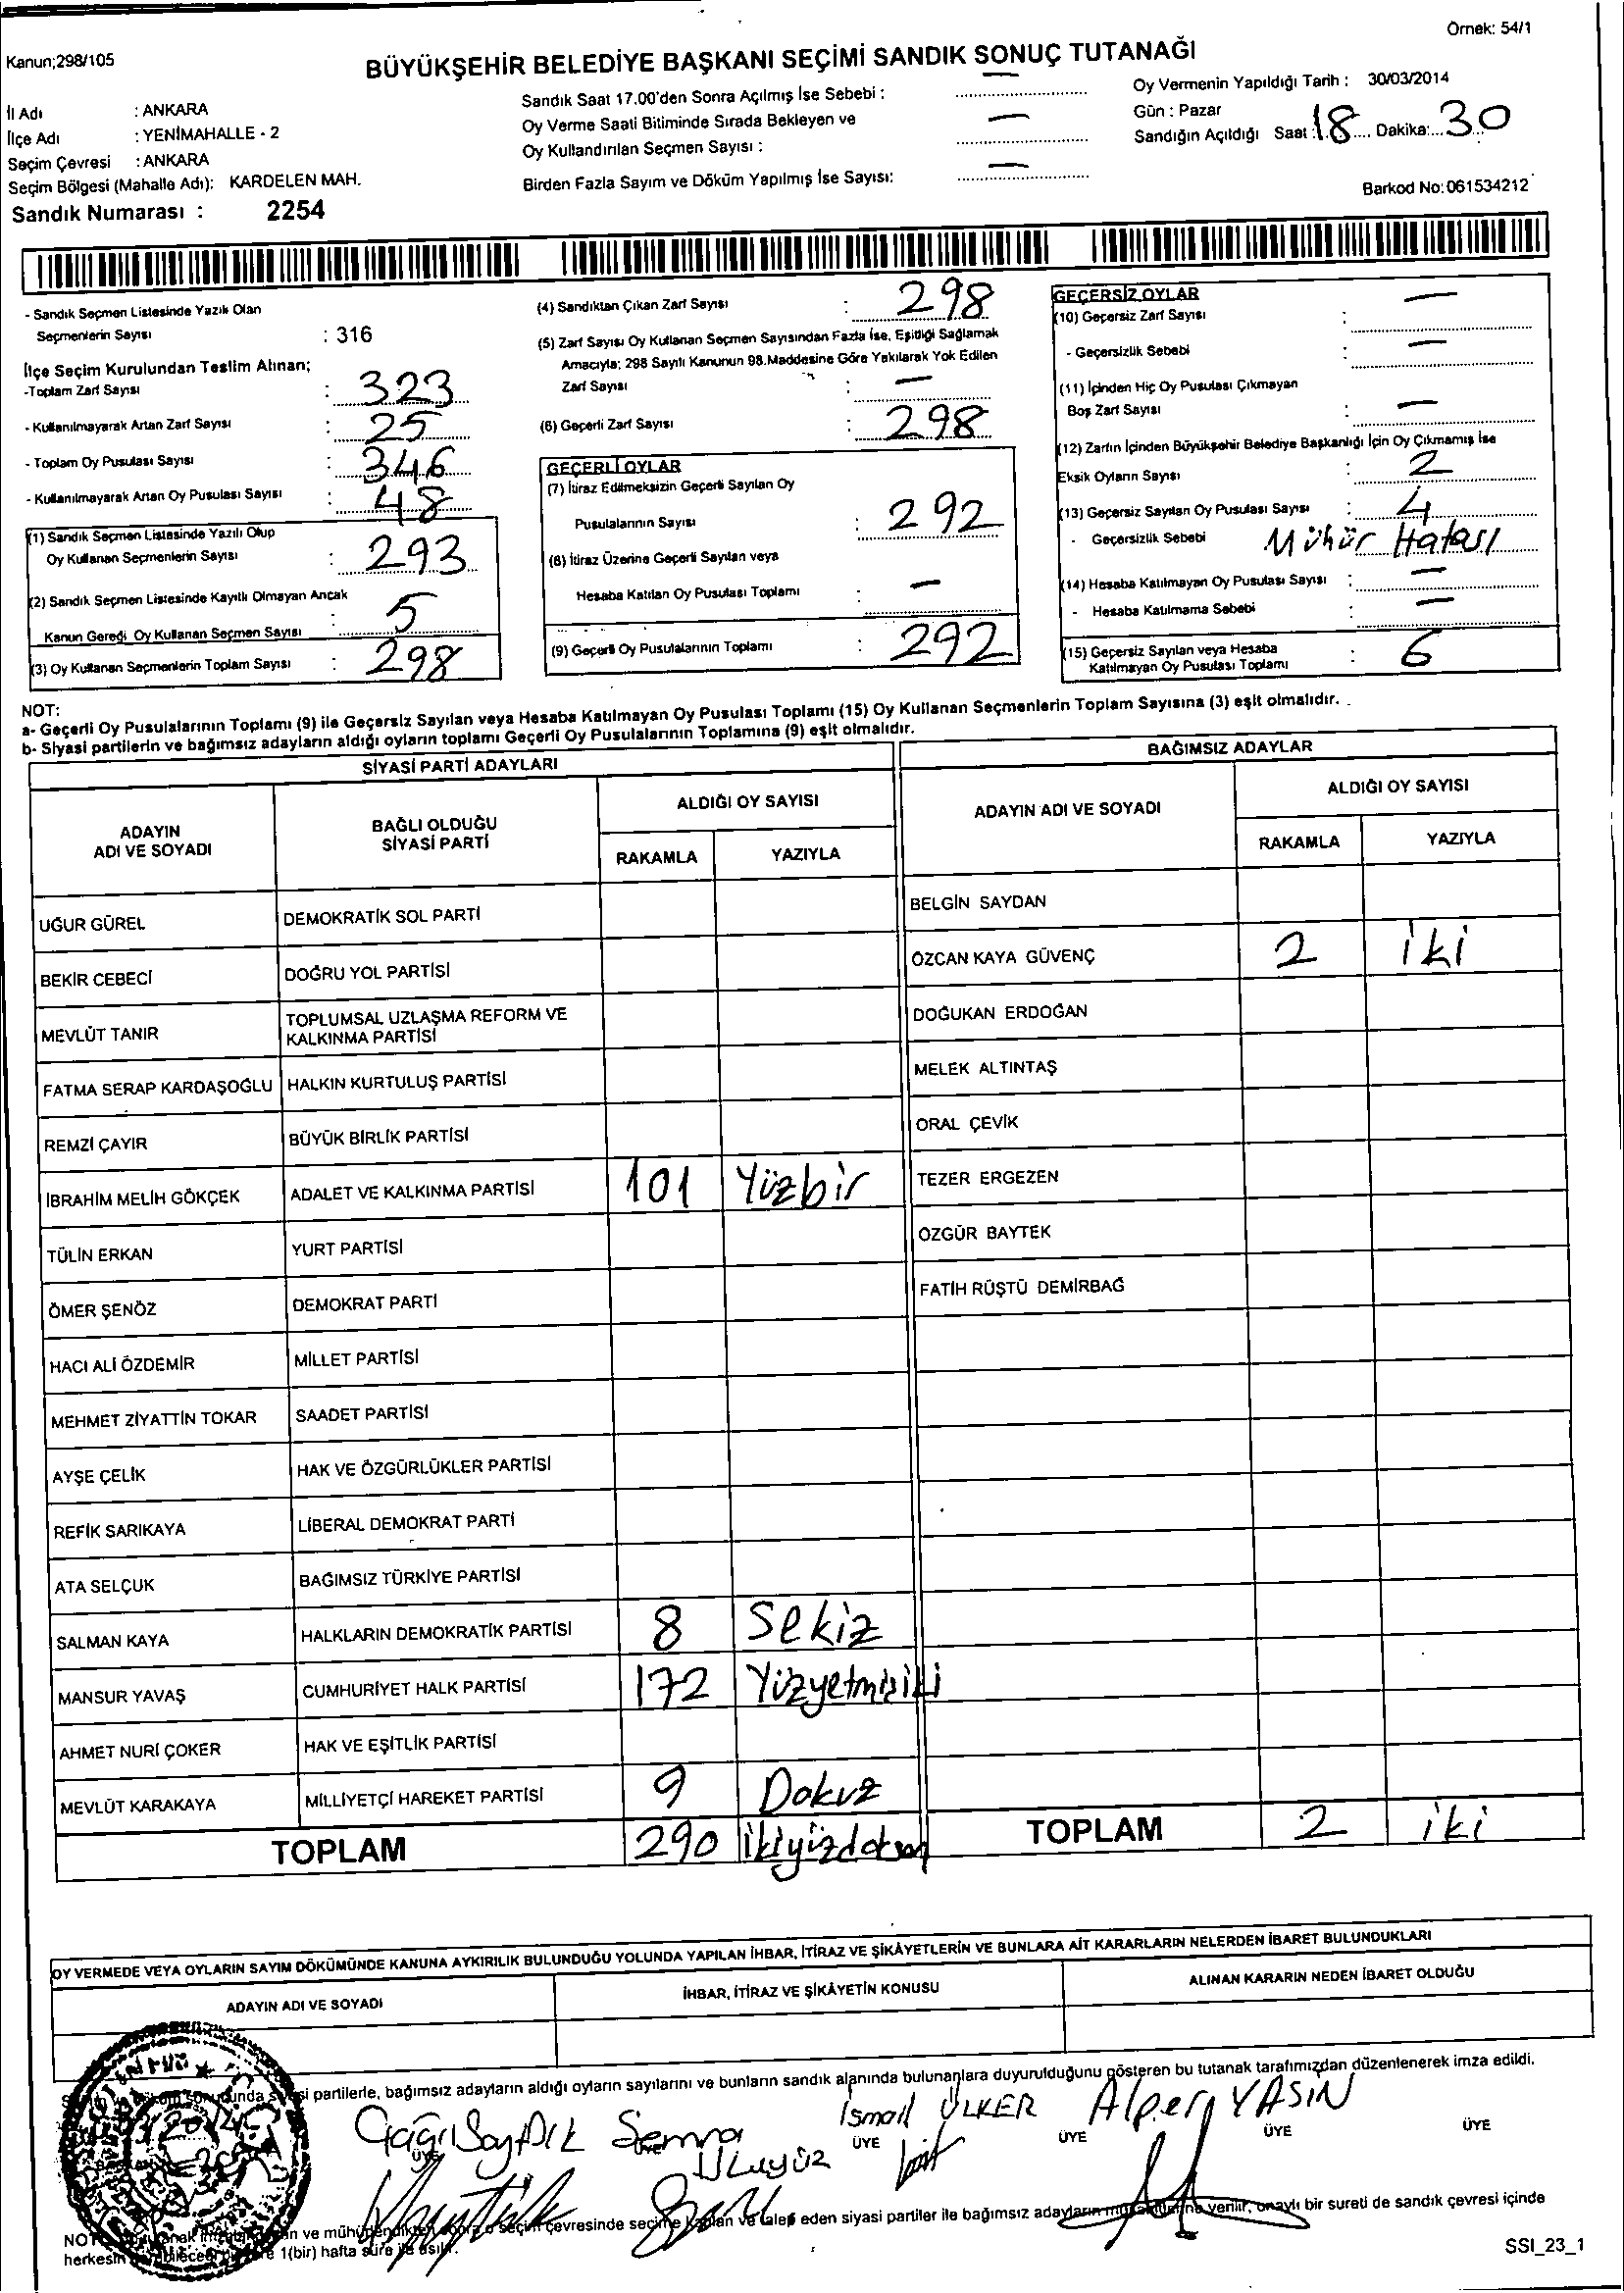 Örnek: 54/1
Kanun;298/105
BÜYÜKŞEHİR BELEDİYE BAŞKANI SEÇİMİ SANDIK SONUÇ TUTANAĞI
İl Adı : ANKARA
İlçe Adı : YENİMAHALLE - 2
Seçim Çevresi : ANKARA
Seçim Bölgesi (Mahalle Adı): KARDELEN MAH.
Sandık Numarası : 2254
Sandık Saat 17.00'den Sonra Açılmış İse Sebebi : —
Oy Verme Saati Bitiminde Sırada Bekleyen ve
Oy Kullandırılan Seçmen Sayısı : —
Birden Fazla Sayım ve Döküm Yapılmış İse Sayısı: —
Oy Vermenin Yapıldığı Tarih : 30/03/2014
Gün : Pazar
Sandığın Açıldığı Saat : 18 Dakika: 30
Barkod No: 061534212
- Sandık Seçmen Listesinde Yazılı Olan
Seçmenlerin Sayısı : 316
İlçe Seçim Kurulundan Teslim Alınan;
-Toplam Zarf Sayısı : 323
- Kullanılmayarak Artan Zarf Sayısı : 25
- Toplam Oy Pusulası Sayısı : 346
- Kullanılmayarak Artan Oy Pusulası Sayısı : 48
(1) Sandık Seçmen Listesinde Yazılı Olup
Oy Kullanan Seçmenlerin Sayısı : 293
(2) Sandık Seçmen Listesinde Kayıtlı Olmayan Ancak
Kanun Gereği Oy Kullanan Seçmen Sayısı : 5
(3) Oy Kullanan Seçmenlerin Toplam Sayısı : 298
(4) Sandıktan Çıkan Zarf Sayısı : 298
(5) Zarf Sayısı Oy Kullanan Seçmen Sayısından Fazla İse, Eşitliği Sağlamak
Amacıyla; 298 Sayılı Kanunun 98.Maddesine Göre Yakılarak Yok Edilen
Zarf Sayısı : —
(6) Geçerli Zarf Sayısı : 298
GEÇERLİ OYLAR
(7) İtiraz Edilmeksizin Geçerli Sayılan Oy
Pusulalarının Sayısı : 292
(8) İtiraz Üzerine Geçerli Sayılan veya
Hesaba Katılan Oy Pusulası Toplamı : —
(9) Geçerli Oy Pusulalarının Toplamı : 292
GEÇERSİZ OYLAR
(10) Geçersiz Zarf Sayısı : —
- Geçersizlik Sebebi : —
(11) İçinden Hiç Oy Pusulası Çıkmayan
Boş Zarf Sayısı : —
(12) Zarfın İçinden Büyükşehir Belediye Başkanlığı İçin Oy Çıkmamış İse
Eksik Oyların Sayısı : 2
(13) Geçersiz Sayılan Oy Pusulası Sayısı : 4
- Geçersizlik Sebebi Mühür Hatası
(14) Hesaba Katılmayan Oy Pusulası Sayısı : —
- Hesaba Katılmama Sebebi : —
(15) Geçersiz Sayılan veya Hesaba
Katılmayan Oy Pusulası Toplamı : 6
NOT:
a- Geçerli Oy Pusulalarının Toplamı (9) ile Geçersiz Sayılan veya Hesaba Katılmayan Oy Pusulası Toplamı (15) Oy Kullanan Seçmenlerin Toplam Sayısına (3) eşit olmalıdır.
b- Siyasi partilerin ve bağımsız adayların aldığı oyların toplamı Geçerli Oy Pusulalarının Toplamına (9) eşit olmalıdır.
SİYASİ PARTİ ADAYLARI
ADAYIN ADI VE SOYADI
BAĞLI OLDUĞU SİYASİ PARTİ
ALDIĞI OY SAYISI
RAKAMLA YAZIYLA
UĞUR GÜREL DEMOKRATİK SOL PARTİ
BEKİR CEBECİ DOĞRU YOL PARTİSİ
MEVLÜT TANIR TOPLUMSAL UZLAŞMA REFORM VE KALKINMA PARTİSİ
FATMA SERAP KARDAŞOĞLU HALKIN KURTULUŞ PARTİSİ
REMZİ ÇAYIR BÜYÜK BİRLİK PARTİSİ
İBRAHİM MELİH GÖKÇEK ADALET VE KALKINMA PARTİSİ 101 Yüzbir
TÜLİN ERKAN YURT PARTİSİ
ÖMER ŞENÖZ DEMOKRAT PARTİ
HACI ALİ ÖZDEMİR MİLLET PARTİSİ
MEHMET ZİYATTİN TOKAR SAADET PARTİSİ
AYŞE ÇELİK HAK VE ÖZGÜRLÜKLER PARTİSİ
REFİK SARIKAYA LİBERAL DEMOKRAT PARTİ
ATA SELÇUK BAĞIMSIZ TÜRKİYE PARTİSİ
SALMAN KAYA HALKLARIN DEMOKRATİK PARTİSİ 8 Sekiz
MANSUR YAVAŞ CUMHURİYET HALK PARTİSİ 172 Yüzyetmişiki
AHMET NURİ ÇOKER HAK VE EŞİTLİK PARTİSİ
MEVLÜT KARAKAYA MİLLİYETÇİ HAREKET PARTİSİ 9 Dokuz
TOPLAM 290 ikiyüzdoksan
BAĞIMSIZ ADAYLAR
ADAYIN ADI VE SOYADI
ALDIĞI OY SAYISI
RAKAMLA YAZIYLA
BELGİN SAYDAN
ÖZCAN KAYA GÜVENÇ 2 iki
DOĞUKAN ERDOĞAN
MELEK ALTINTAŞ
ORAL ÇEVİK
TEZER ERGEZEN
ÖZGÜR BAYTEK
FATİH RÜŞTÜ DEMİRBAĞ
TOPLAM 2 iki
OY VERMEDE VEYA OYLARIN SAYIM DÖKÜMÜNDE KANUNA AYKIRILIK BULUNDUĞU YOLUNDA YAPILAN İHBAR, İTİRAZ VE ŞİKÂYETLERİN VE BUNLARA AİT KARARLARIN NELERDEN İBARET BULUNDUKLARI
ADAYIN ADI VE SOYADI İHBAR, İTİRAZ VE ŞİKÂYETİN KONUSU ALINAN KARARIN NEDEN İBARET OLDUĞU
partilerle, bağımsız adayların aldığı oyların sayılarını ve bunların sandık alanında bulunanlara duyurulduğunu gösteren bu tutanak tarafımızdan düzenlenerek imza edildi.
Semra İsmail ÜLKER Alper YASİN
ÜYE ÜYE ÜYE ÜYE
Uluyüz
seçim çevresinde seçime katılan ve talep eden siyasi partiler ile bağımsız adayların verilir, onaylı bir sureti de sandık çevresi içinde
herkesin 1(bir) hafta süre ile asılır.
SSI_23_1